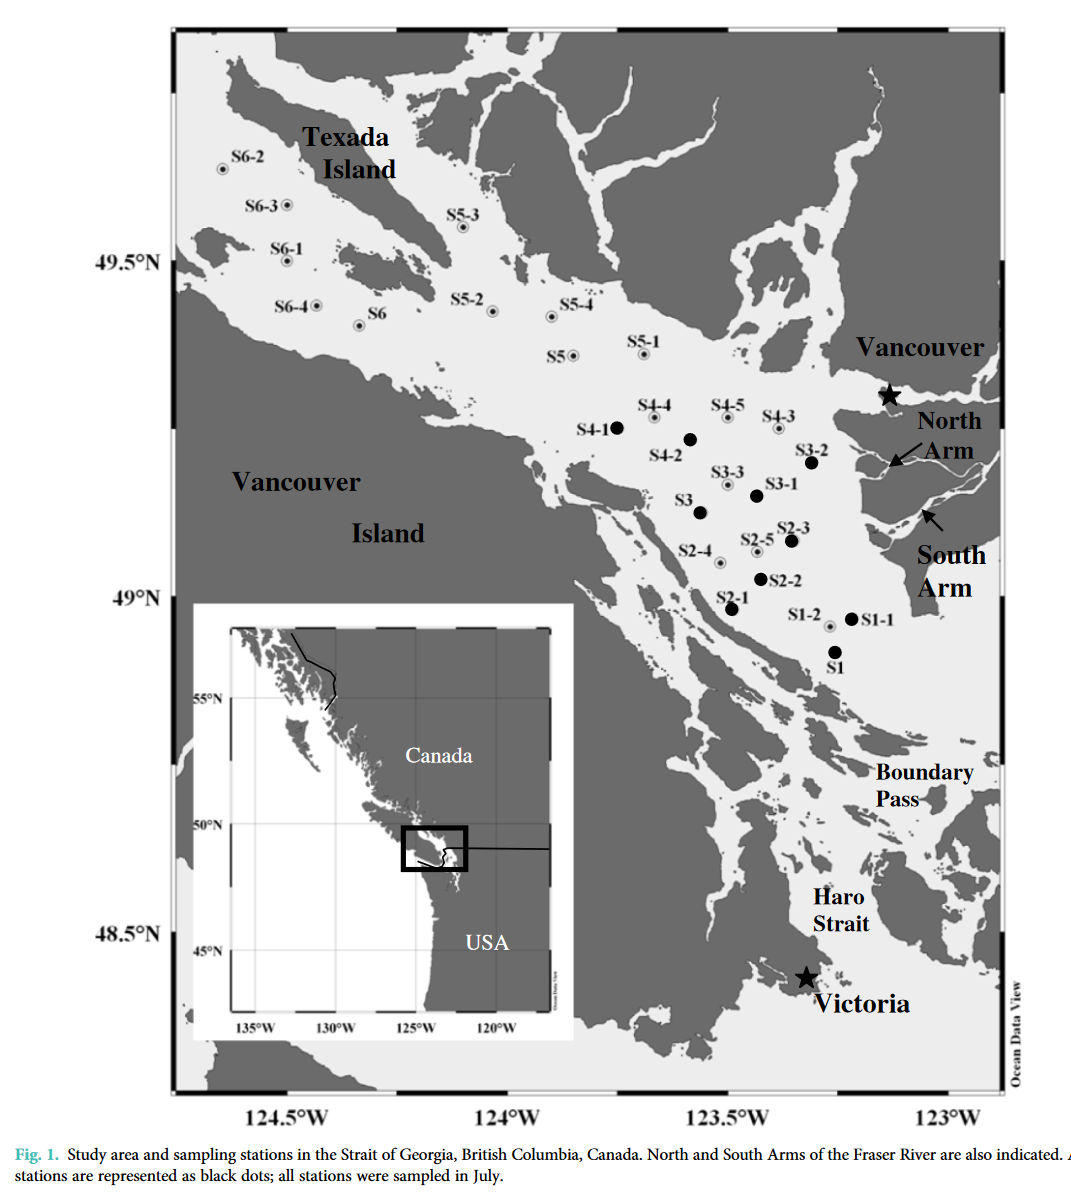 Texada
Island
S6-2
S6-3
S5-3
S6-1
49.5°N
S6-4
S6
S5-2
S5-4
S5
S5-1
Vancouver
S4-4
S4-5
S4-3
North
Arm
S4-1
S4-2
S3-2
Vancouver
Island
S3-3
S3-1
S3
S2-3
S2-5
S2-4
South
Arm
S2-2
49°N
S2-1
S1-2
S1-1
S1
55°N
Canada
Boundary
Pass
50°N
Haro
Strait
48.5°N
USA
45°N
Victoria
Ocean Data View
135°W
130°W
125°W
120°W
Ocean Data View
124.5°W
124°W
123.5°W
123°W
Fig. 1. Study area and sampling stations in the Strait of Georgia, British Columbia, Canada. North and South Arms of the Fraser River are also indicated.
stations are represented as black dots; all stations were sampled in July.